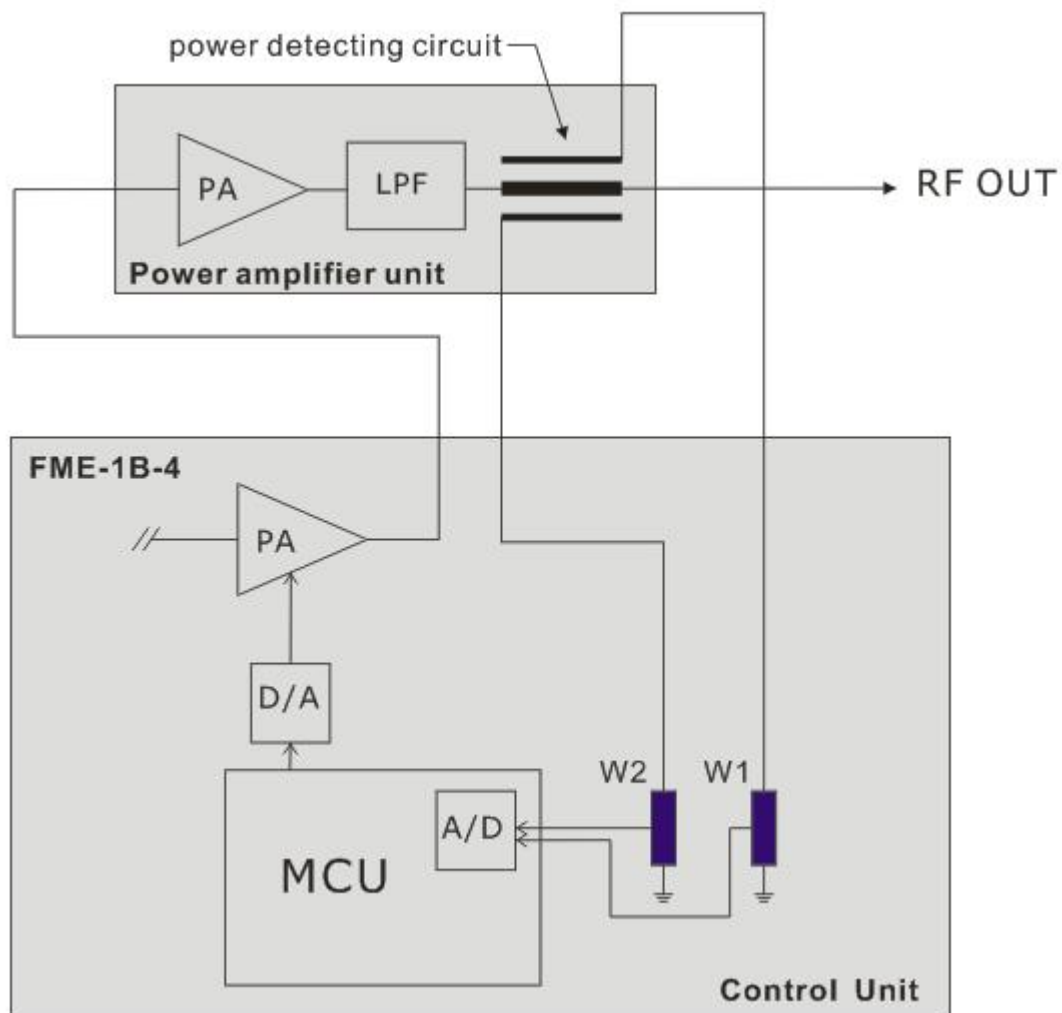 power detecting circuit
PA
LPF
RF OUT
Power amplifier unit
FME-1B-4
PA
D/A
W2
W1
A/D
MCU
Control Unit